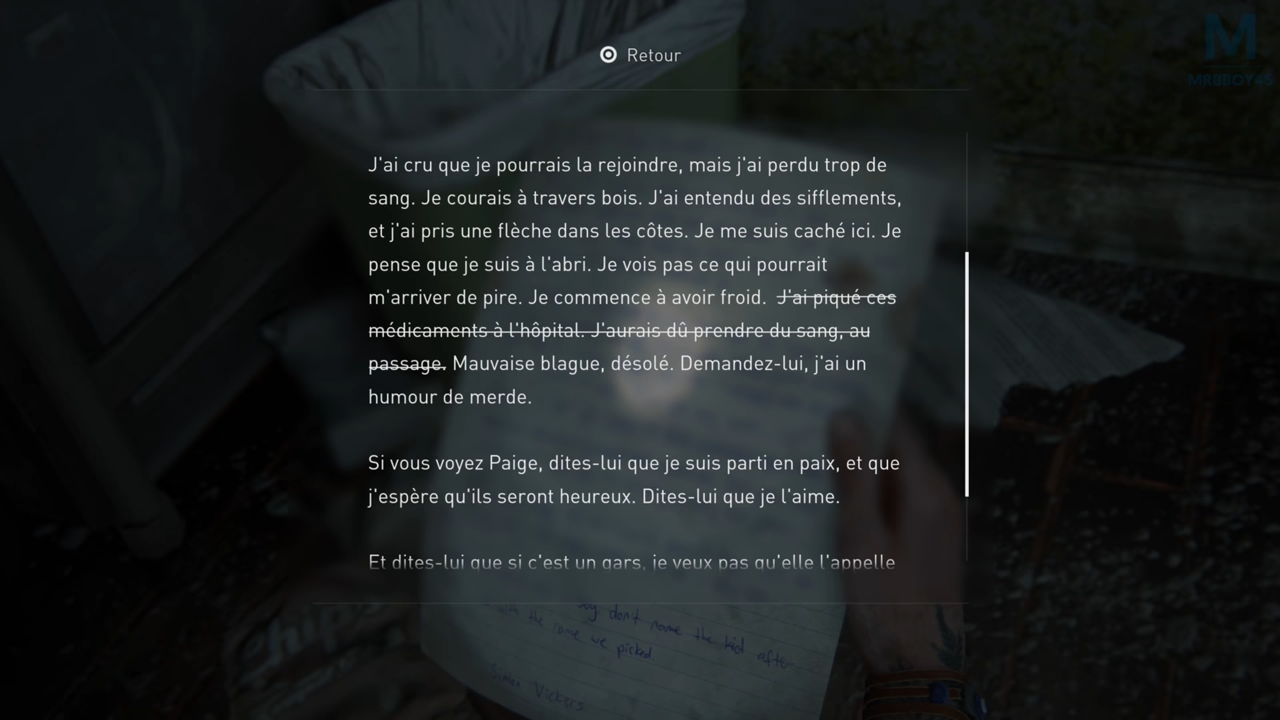 M
MRBBOY45
Retour
J'ai cru que je pourrais la rejoindre, mais j'ai perdu trop de
sang. Je courais à travers bois. J'ai entendu des sifflements,
et j'ai pris une flèche dans les côtes. Je me suis caché ici. Je
pense que je suis à l'abri. Je vois pas ce qui pourrait
m'arriver de pire. Je commence à avoir froid. J'ai piqué ces
médicaments à l'hôpital. J'aurais dû prendre du sang, au
passage. Mauvaise blague, désolé. Demandez-lui, j'ai un
humour de merde.
Si vous voyez Paige, dites-lui que je suis parti en paix, et que
j'espère qu'ils seront heureux. Dites-lui que je l'aime.
Et dites-lui que si c'est un gars, je veux pas qu'elle l'appelle
don't name the kid after
the name we picked
Vickers